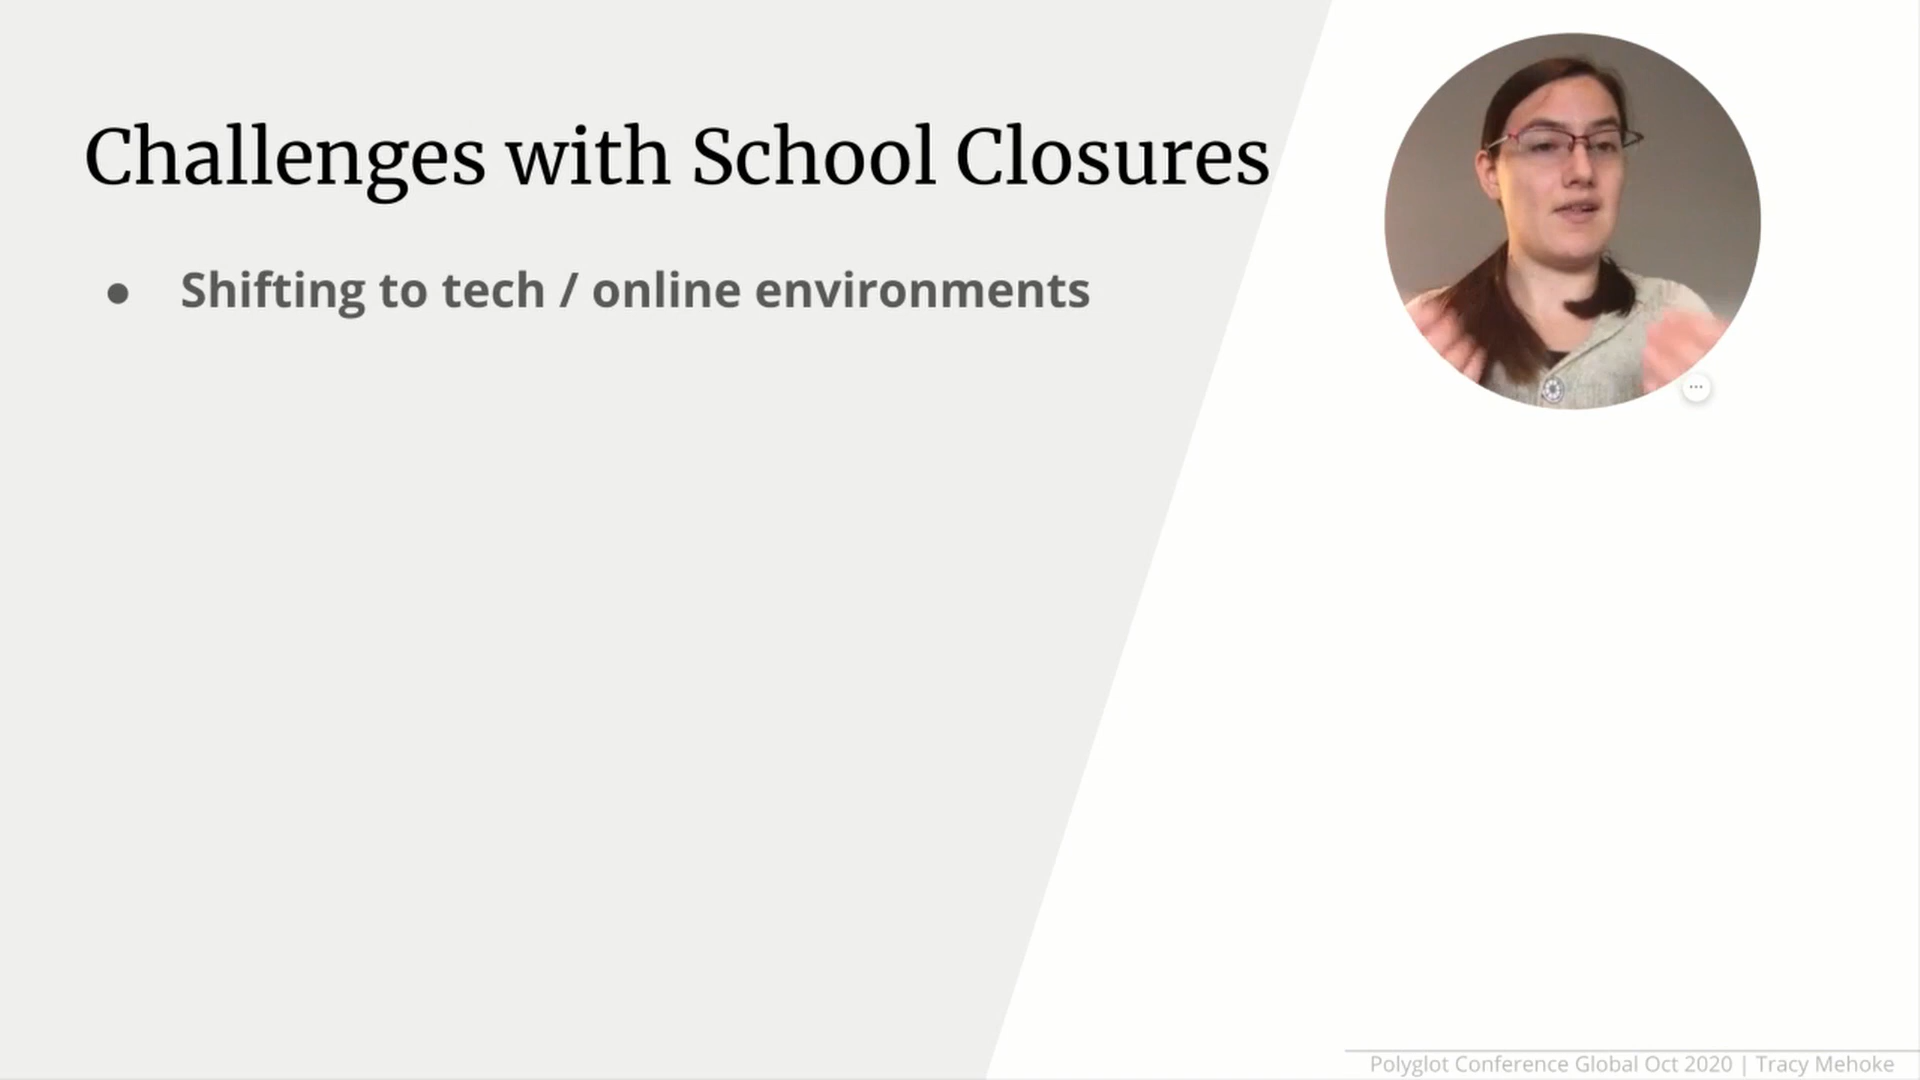 Challenges with School Closures
● Shifting to tech / online environments
Polyglot Conference Global Oct 2020 | Tracy Mehoke